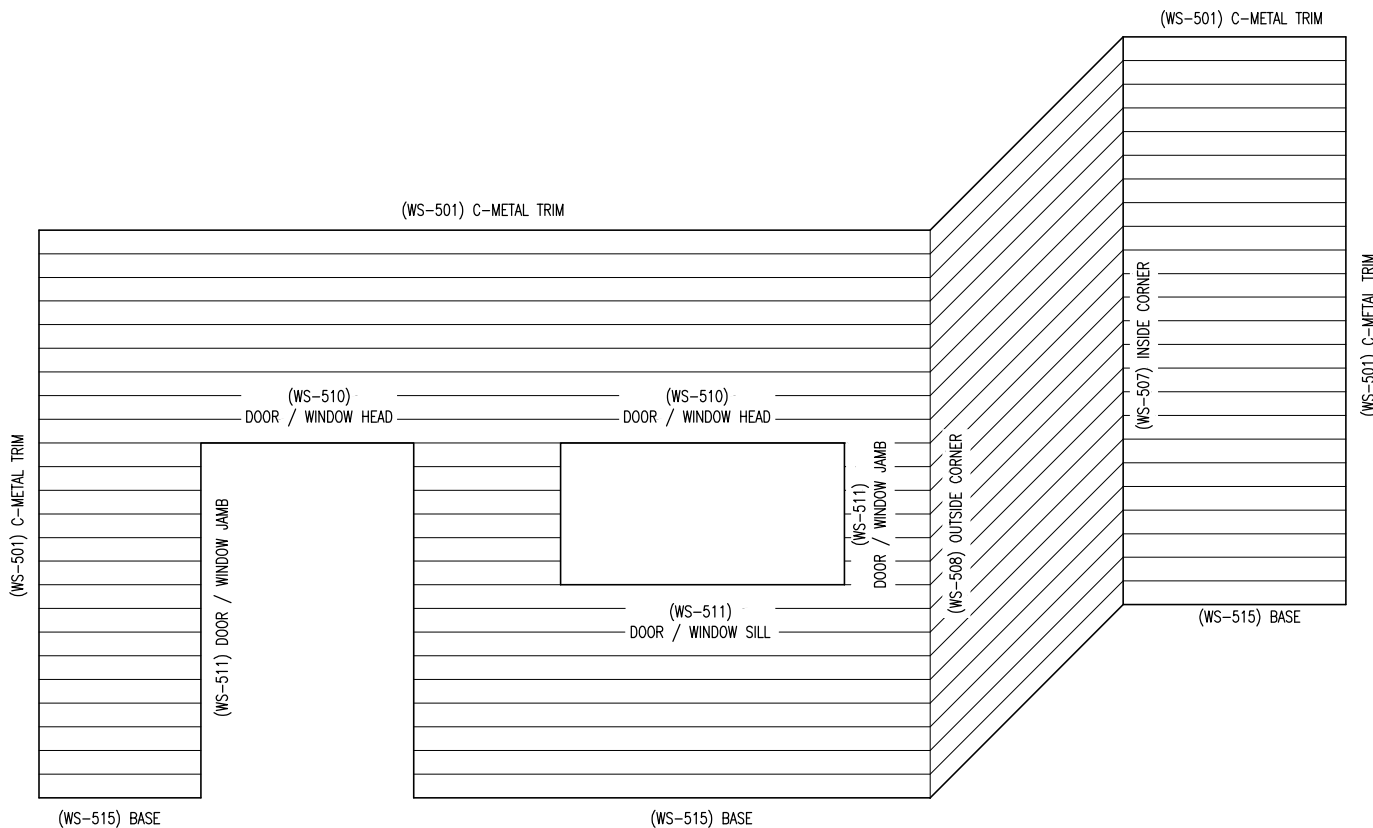 (WS-501) C-METAL TRIM
(WS-501) C-METAL TRIM
(WS-501) C-METAL TRIM
(WS-507) INSIDE CORNER
(WS-510)
DOOR / WINDOW HEAD
(WS-510)
DOOR / WINDOW HEAD
(WS-501) C-METAL TRIM
(WS-511) DOOR / WINDOW JAMB
(WS-511)
DOOR / WINDOW JAMB
(WS-508) OUTSIDE CORNER
(WS-511)
DOOR / WINDOW SILL
(WS-515) BASE
(WS-515) BASE
(WS-515) BASE